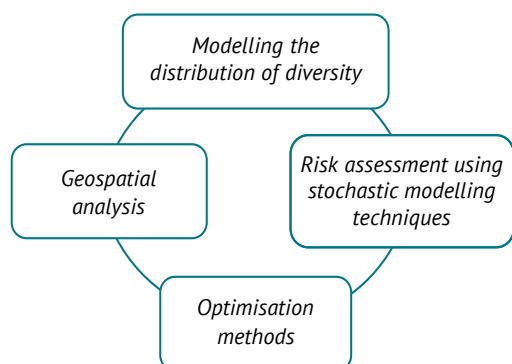 Modelling the
distribution of diversity
Geospatial
analysis
Risk assessment using
stochastic modelling
techniques
Optimisation
methods